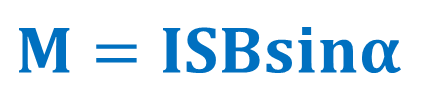 M = ISBsinα